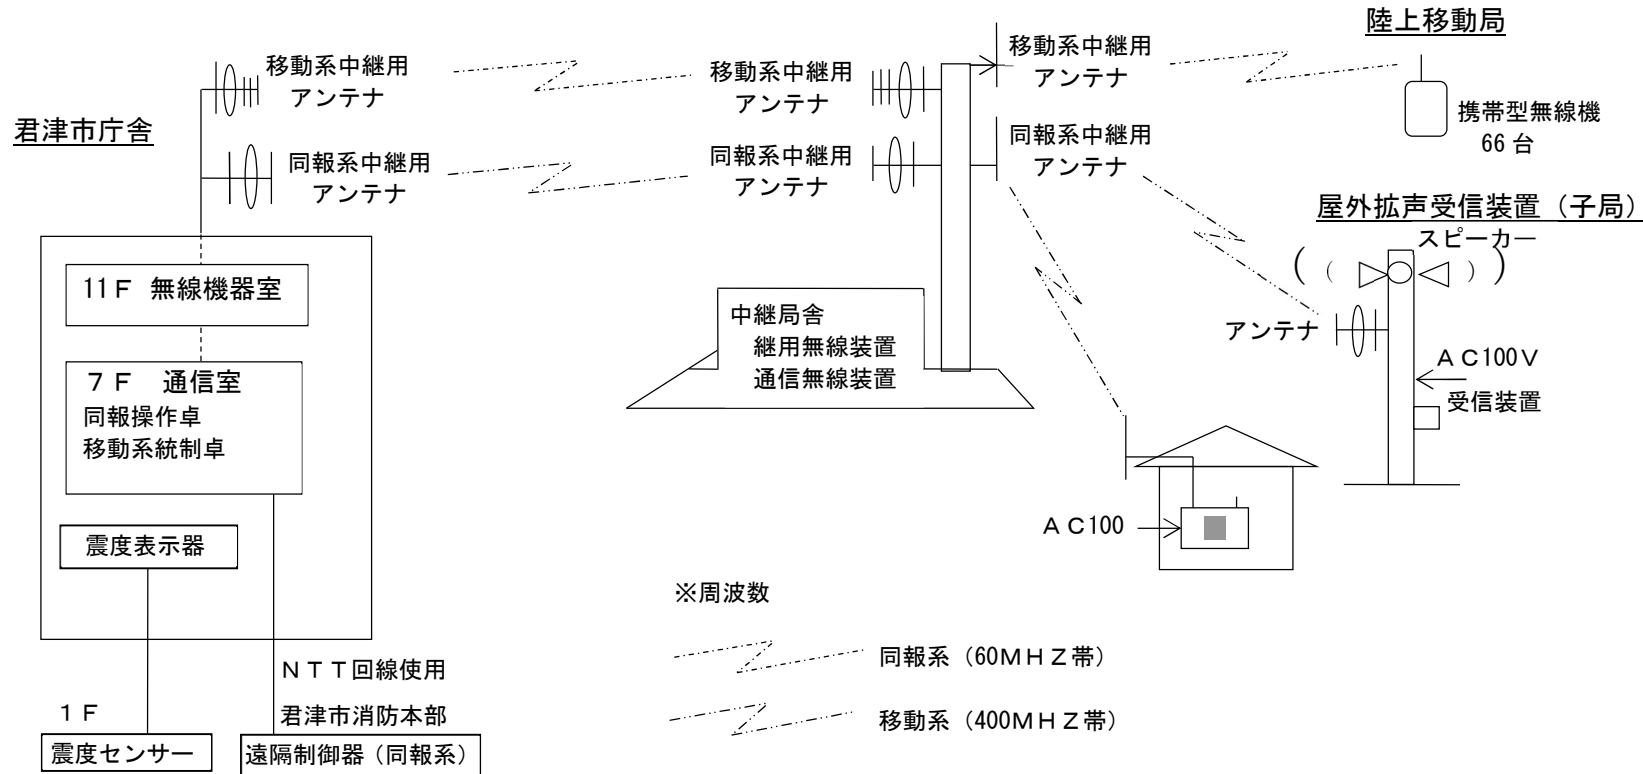 陸上移動局
移動系中継用
アンテナ
移動系中継用
アンテナ
移動系中継用
アンテナ
携帯型無線機
66 台
君津市庁舎
同報系中継用
アンテナ
同報系中継用
アンテナ
同報系中継用
アンテナ
屋外拡声受信装置（子局）
スピーカー
11Ｆ 無線機器室
中継局舎
継用無線装置
通信無線装置
アンテナ
ＡＣ100Ｖ
受信装置
７Ｆ 通信室
同報操作卓
移動系統制卓
ＡＣ100
震度表示器
※周波数
同報系（60ＭＨＺ帯）
移動系（400ＭＨＺ帯）
ＮＴＴ回線使用
１Ｆ
君津市消防本部
震度センサー
遠隔制御器（同報系）